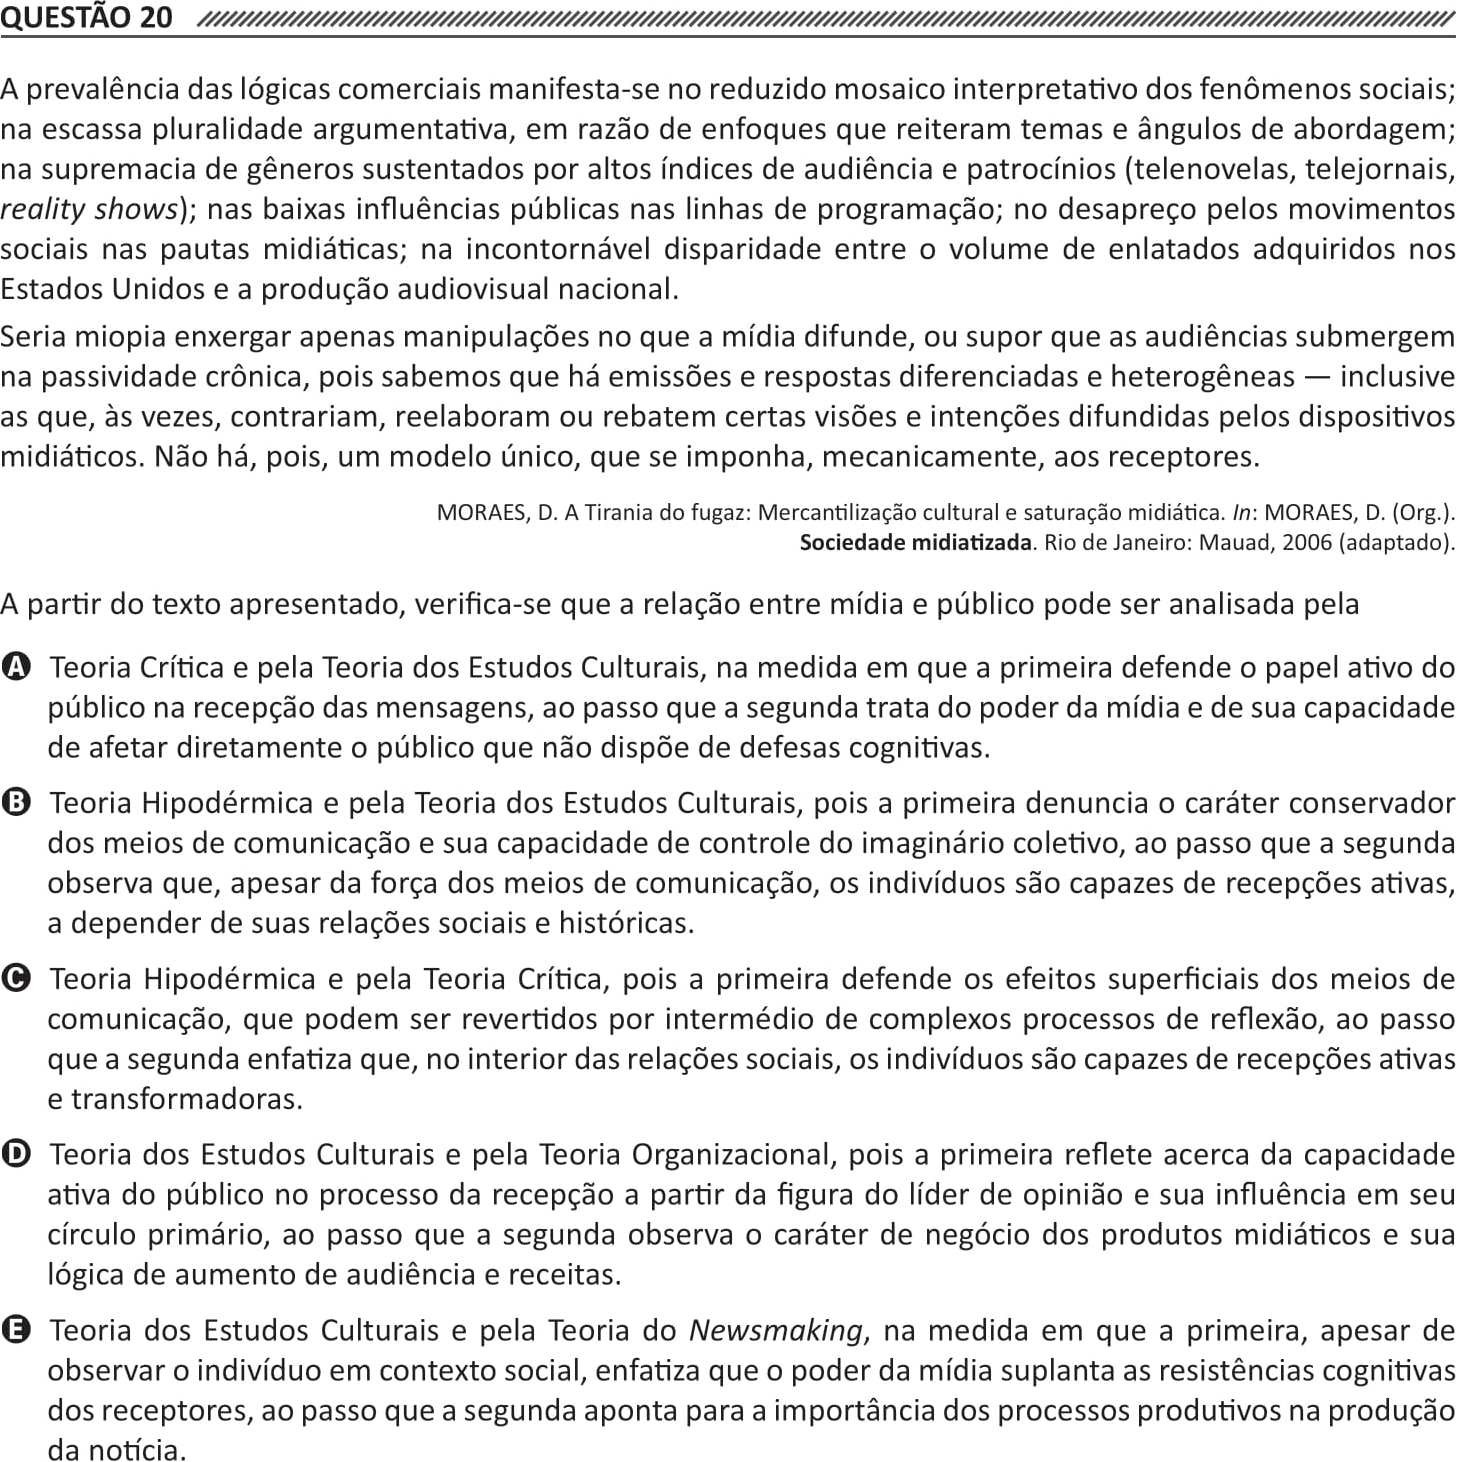 QUESTÃO 20
A prevalência das lógicas comerciais manifesta-se no reduzido mosaico interpretativo dos fenômenos sociais;
na escassa pluralidade argumentativa, em razão de enfoques que reiteram temas e ângulos de abordagem;
na supremacia de gêneros sustentados por altos índices de audiência e patrocínios (telenovelas, telejornais,
reality shows); nas baixas influências públicas nas linhas de programação; no desapreço pelos movimentos
sociais nas pautas midiáticas; na incontornável disparidade entre o volume de enlatados adquiridos nos
Estados Unidos e a produção audiovisual nacional.
Seria miopia enxergar apenas manipulações no que a mídia difunde, ou supor que as audiências submergem
na passividade crônica, pois sabemos que há emissões e respostas diferenciadas e heterogêneas — inclusive
as que, às vezes, contrariam, reelaboram ou rebatem certas visões e intenções difundidas pelos dispositivos
midiáticos. Não há, pois, um modelo único, que se imponha, mecanicamente, aos receptores.
MORAES, D. A Tirania do fugaz: Mercantilização cultural e saturação midiática. In: MORAES, D. (Org.).
Sociedade midiatizada. Rio de Janeiro: Mauad, 2006 (adaptado).
A partir do texto apresentado, verifica-se que a relação entre mídia e público pode ser analisada pela
A Teoria Crítica e pela Teoria dos Estudos Culturais, na medida em que a primeira defende o papel ativo do
público na recepção das mensagens, ao passo que a segunda trata do poder da mídia e de sua capacidade
de afetar diretamente o público que não dispõe de defesas cognitivas.
B Teoria Hipodérmica e pela Teoria dos Estudos Culturais, pois a primeira denuncia o caráter conservador
dos meios de comunicação e sua capacidade de controle do imaginário coletivo, ao passo que a segunda
observa que, apesar da força dos meios de comunicação, os indivíduos são capazes de recepções ativas,
a depender de suas relações sociais e históricas.
C Teoria Hipodérmica e pela Teoria Crítica, pois a primeira defende os efeitos superficiais dos meios de
comunicação, que podem ser revertidos por intermédio de complexos processos de reflexão, ao passo
que a segunda enfatiza que, no interior das relações sociais, os indivíduos são capazes de recepções ativas
e transformadoras.
D Teoria dos Estudos Culturais e pela Teoria Organizacional, pois a primeira reflete acerca da capacidade
ativa do público no processo da recepção a partir da figura do líder de opinião e sua influência em seu
círculo primário, ao passo que a segunda observa o caráter de negócio dos produtos midiáticos e sua
lógica de aumento de audiência e receitas.
E Teoria dos Estudos Culturais e pela Teoria do Newsmaking, na medida em que a primeira, apesar de
observar o indivíduo em contexto social, enfatiza que o poder da mídia suplanta as resistências cognitivas
dos receptores, ao passo que a segunda aponta para a importância dos processos produtivos na produção
da notícia.